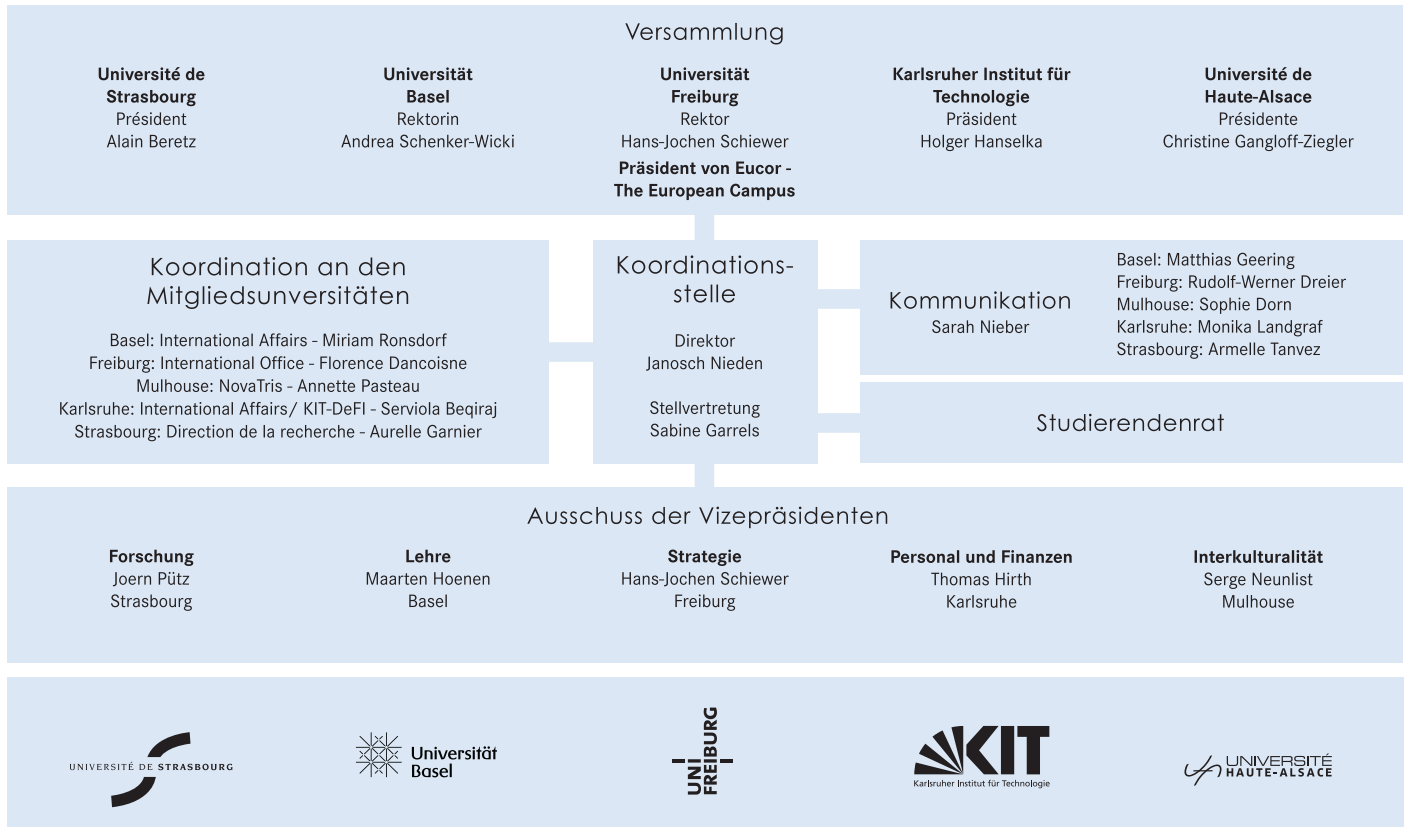 Versammlung
Université de
Strasbourg
Président
Alain Beretz
Universität
Basel
Rektorin
Andrea Schenker-Wicki
Universität
Freiburg
Rektor
Hans-Jochen Schiewer
Präsident von Eucor -
The European Campus
Karlsruher Institut für
Technologie
Präsident
Holger Hanselka
Université de
Haute-Alsace
Présidente
Christine Gangloff-Ziegler
Koordination an den
Mitgliedsunversitäten
Basel: International Affairs - Miriam Ronsdorf
Freiburg: International Office - Florence Dancoisne
Mulhouse: NovaTris - Annette Pasteau
Karlsruhe: International Affairs/ KIT-DeFI - Serviola Beqiraj
Strasbourg: Direction de la recherche - Aurelle Garnier
Koordinations-
stelle
Direktor
Janosch Nieden
Stellvertretung
Sabine Garrels
Kommunikation
Sarah Nieber
Basel: Matthias Geering
Freiburg: Rudolf-Werner Dreier
Mulhouse: Sophie Dorn
Karlsruhe: Monika Landgraf
Strasbourg: Armelle Tanvez
Studierendenrat
Ausschuss der Vizepräsidenten
Forschung
Joern Pütz
Strasbourg
Lehre
Maarten Hoenen
Basel
Strategie
Hans-Jochen Schiewer
Freiburg
Personal und Finanzen
Thomas Hirth
Karlsruhe
Interkulturalität
Serge Neunlist
Mulhouse
UNIVERSITÉ DE STRASBOURG
Universität
Basel
UNI
FREIBURG
KIT
Karlsruher Institut für Technologie
UNIVERSITÉ
HAUTE-ALSACE